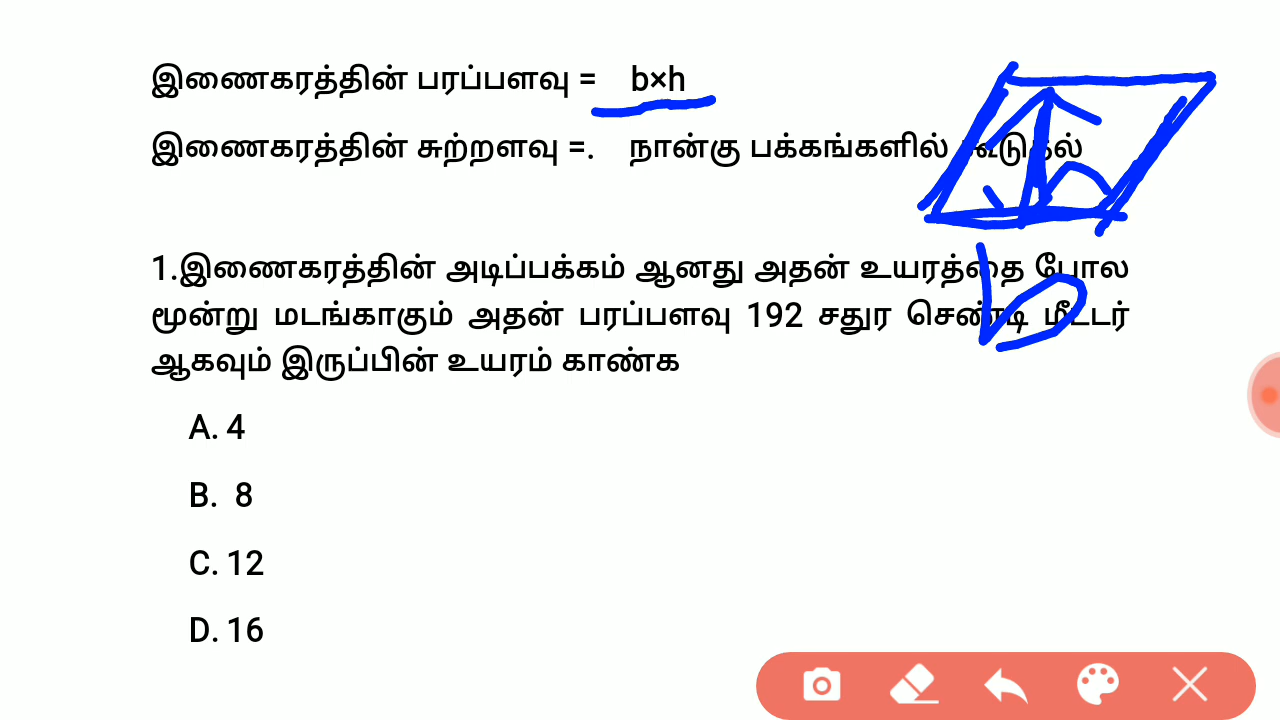 இணைகரத்தின் பரப்பளவு = b×h
இணைகரத்தின் சுற்றளவு =. நான்கு பக்கங்களில் கூடுதல்
h
b
1.இணைகரத்தின் அடிப்பக்கம் ஆனது அதன் உயரத்தை போல
மூன்று மடங்காகும் அதன் பரப்பளவு 192 சதுர செண்டி மீட்டர்
ஆகவும் இருப்பின் உயரம் காண்க
A. 4
B. 8
C. 12
D. 16